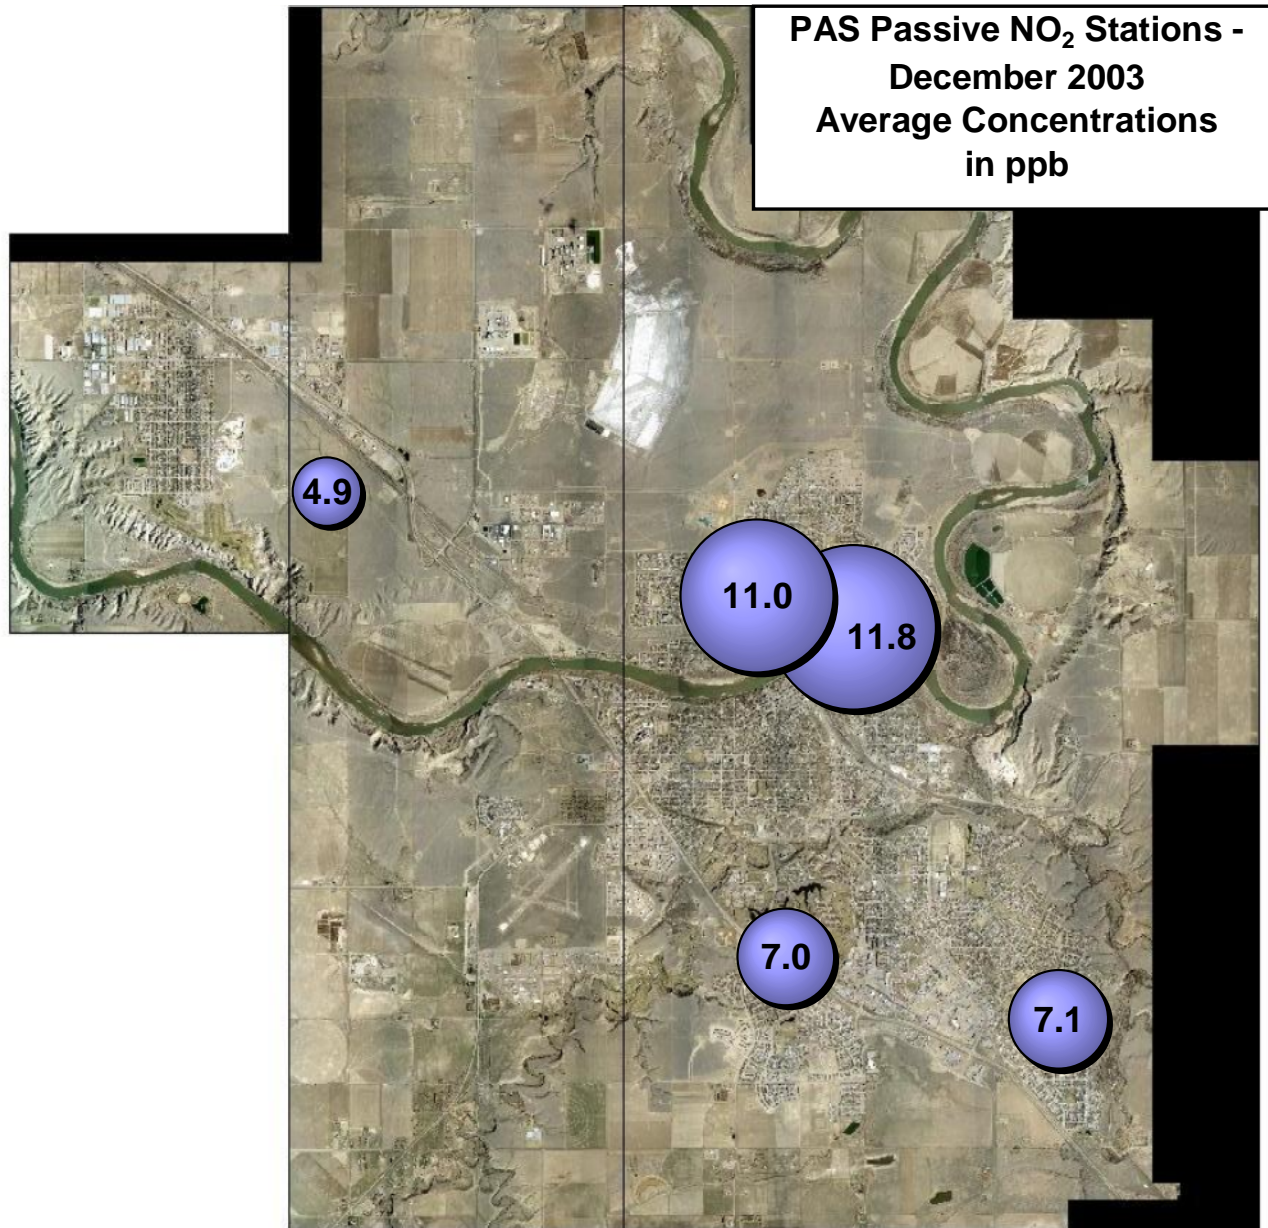 PAS Passive NO₂ Stations -
December 2003
Average Concentrations
in ppb
4.9
11.0
11.8
7.0
7.1